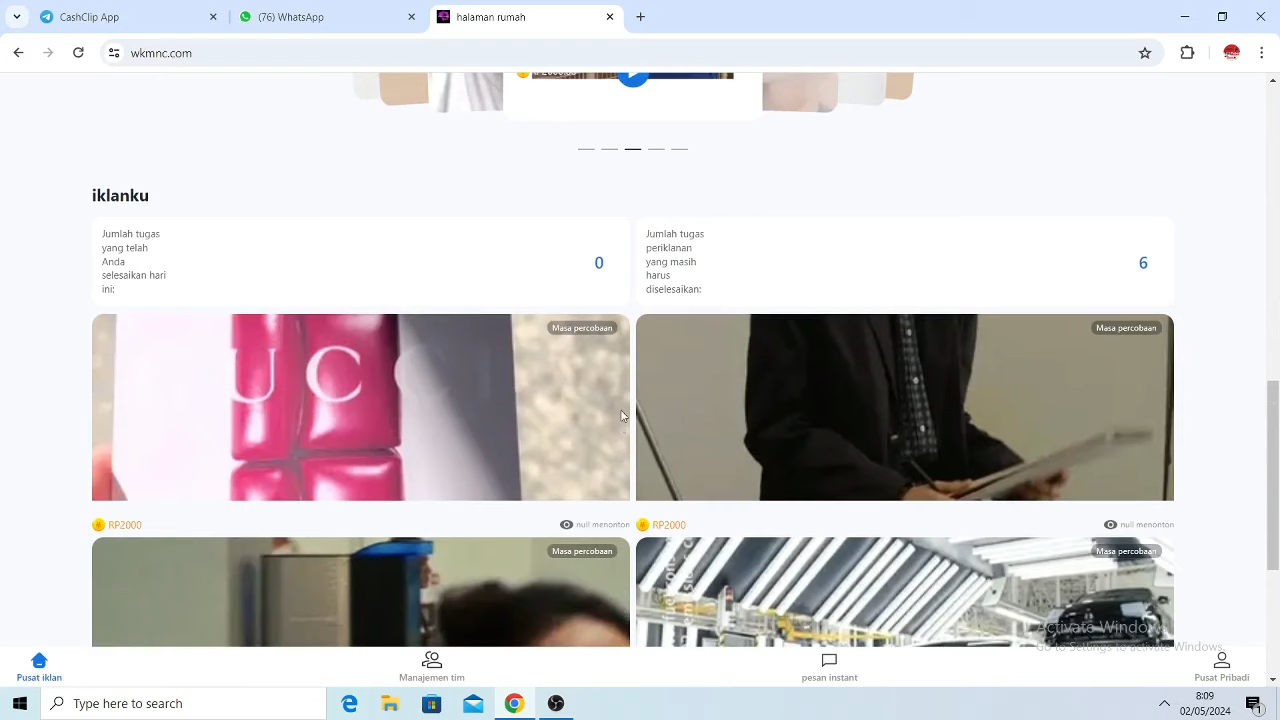 CashClip App
(76) WhatsApp
halaman rumah
wkmnc.com
iklanku
Jumlah tugas
yang telah
Anda
selesaikan hari
ini:
0
Jumlah tugas
periklanan
yang masih
harus
diselesaikan:
6
Masa percobaan
Masa percobaan
UC
RP2000
null menonton
RP2000
null menonton
Masa percobaan
Masa percobaan
Activate Windows
Go to Settings to activate Windows.
Pusat iklan
Manajemen tim
pesan instant
Pusat Pribadi
Type here to search
8:09
02/05/2024